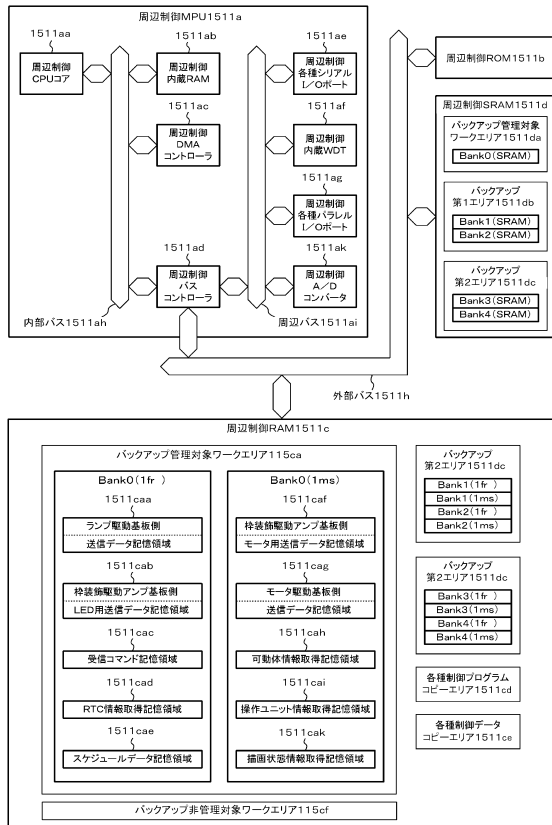 周辺制御MPU1511a
1511aa
周辺制御
CPUコア
1511ab
周辺制御
内蔵RAM
1511ac
周辺制御
DMA
コントローラ
1511ad
周辺制御
バス
コントローラ
1511ae
周辺制御
各種シリアル
I/Oポート
1511af
周辺制御
内蔵WDT
1511ag
周辺制御
各種パラレル
I/Oポート
1511ak
周辺制御
A/D
コンバータ
内部バス1511ah
周辺バス1511ai
周辺制御ROM1511b
周辺制御SRAM1511d
バックアップ管理対象
ワークエリア1511da
Bank0(SRAM)
バックアップ
第1エリア1511db
Bank1(SRAM)
Bank2(SRAM)
バックアップ
第2エリア1511dc
Bank3(SRAM)
Bank4(SRAM)
外部バス1511h
周辺制御RAM1511c
バックアップ管理対象ワークエリア115ca
Bank0(1fr )
1511caa
ランプ駆動基板側
送信データ記憶領域
1511cab
枠装飾駆動アンプ基板側
LED用送信データ記憶領域
1511cac
受信コマンド記憶領域
1511cad
RTC情報取得記憶領域
1511cae
スケジュールデータ記憶領域
Bank0(1ms)
1511caf
枠装飾駆動アンプ基板側
モータ用送信データ記憶領域
1511cag
モータ駆動基板側
送信データ記憶領域
1511cah
可動体情報取得記憶領域
1511cai
操作ユニット情報取得記憶領域
1511cak
描画状態情報取得記憶領域
バックアップ
第2エリア1511dc
Bank1(1fr )
Bank1(1ms)
Bank2(1fr )
Bank2(1ms)
バックアップ
第2エリア1511dc
Bank3(1fr )
Bank3(1ms)
Bank4(1fr )
Bank4(1ms)
各種制御プログラム
コピーエリア1511cd
各種制御データ
コピーエリア1511ce
バックアップ非管理対象ワークエリア115cf